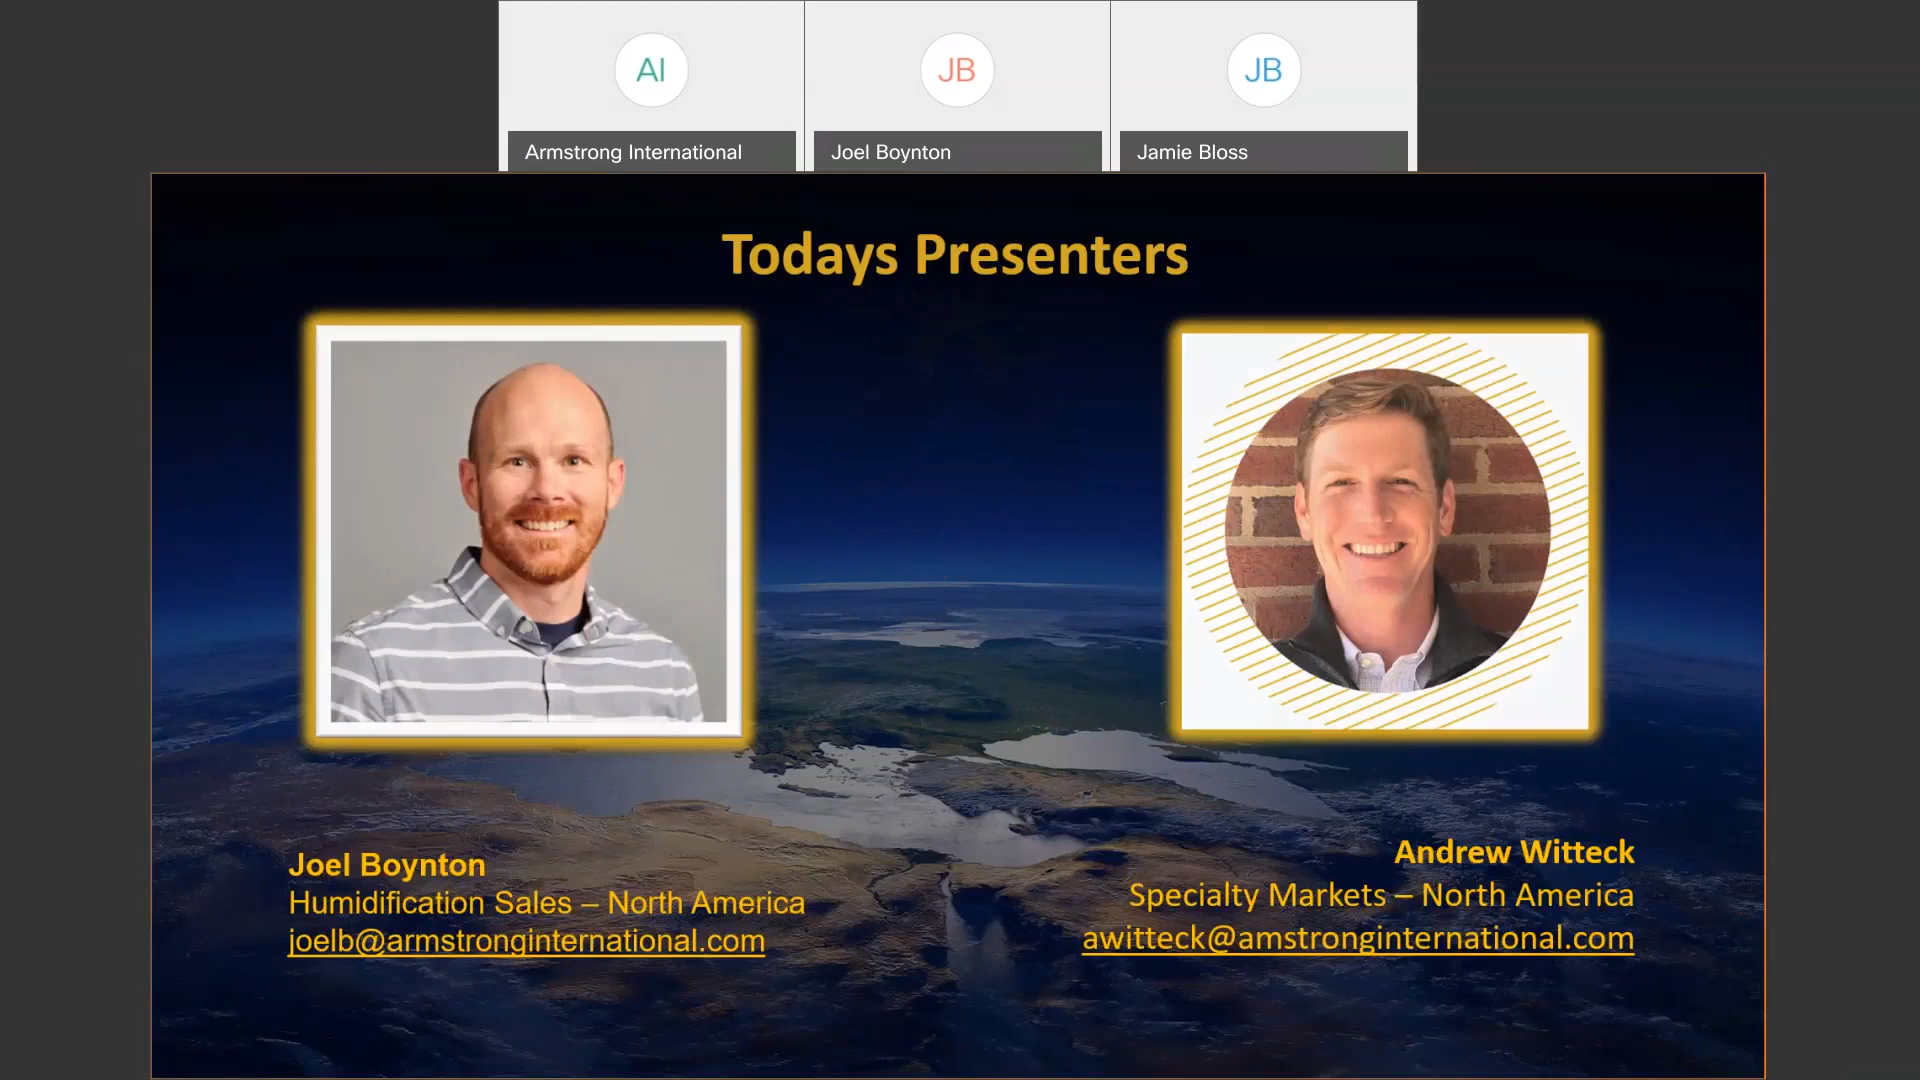 AI
JB
JB
Armstrong International
Joel Boynton
Jamie Bloss
Todays Presenters
Joel Boynton
Humidification Sales – North America
joelb@armstronginternational.com
Andrew Witteck
Specialty Markets – North America
awitteck@amstronginternational.com